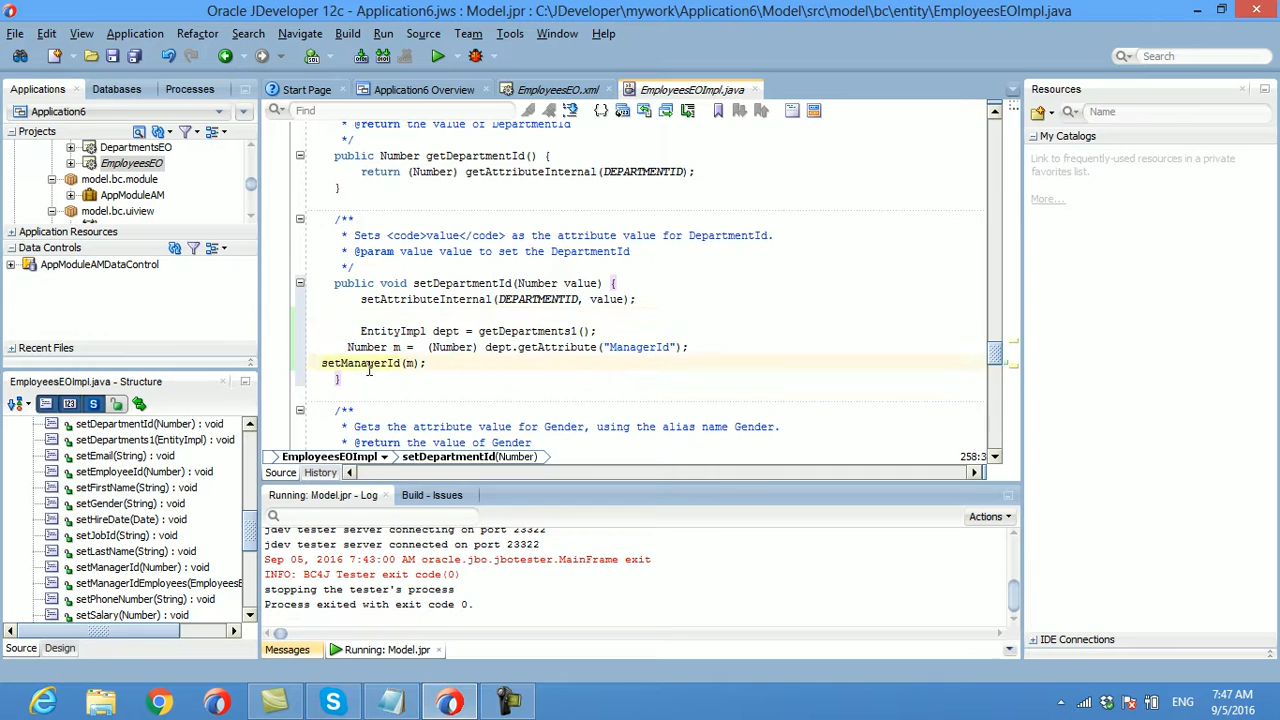 Oracle JDeveloper 12c - Application6.jws : Model.jpr : C:\JDeveloper\mywork\Application6\Model\src\model\bc\entity\EmployeesEOImpl.java
File Edit View Application Refactor Search Navigate Build Run Source Team Tools Window Help
Search
Applications Databases Processes
Start Page Application6 Overview EmployeesEO.xml EmployeesEOImpl.java
Resources
Application6
Find
Name
Projects
My Catalogs
DepartmentsEO
EmployeesEO
model.bc.module
AppModuleAM
model.bc.uiview
Application Resources
Data Controls
AppModuleAMDataControl
Recent Files
Link to frequently-used resources in a private
favorites list.
More...
* @return the value of DepartmentId
*/
public Number getDepartmentId() {
return (Number) getAttributeInternal(DEPARTMENTID);
}
/**
* Sets <code>value</code> as the attribute value for DepartmentId.
* @param value value to set the DepartmentId
*/
public void setDepartmentId(Number value) {
setAttributeInternal(DEPARTMENTID, value);
EntityImpl dept = getDepartments1();
Number m =  (Number) dept.getAttribute("ManagerId");
setManagerId(m);
}
/**
* Gets the attribute value for Gender, using the alias name Gender.
* @return the value of Gender
EmployeesEOImpl setDepartmentId(Number)
258:3
Source History
EmployeesEOImpl.java - Structure
setDepartmentId(Number) : void
setDepartments1(EntityImpl) : void
setEmail(String) : void
setEmployeeId(Number) : void
setFirstName(String) : void
setGender(String) : void
setHireDate(Date) : void
setJobId(String) : void
setLastName(String) : void
setManagerId(Number) : void
setManagerIdEmployees(EmployeesE
setPhoneNumber(String) : void
setSalary(Number) : void
Source Design
Running: Model.jpr - Log Build - Issues
Actions
jdev tester server connecting on port 23322
jdev tester server connected on port 23322
Sep 05, 2016 7:43:00 AM oracle.jbo.jbotester.MainFrame exit
INFO: BC4J Tester exit code(0)
stopping the tester's process
Process exited with exit code 0.
Messages Running: Model.jpr
IDE Connections
ENG
7:47 AM
9/5/2016